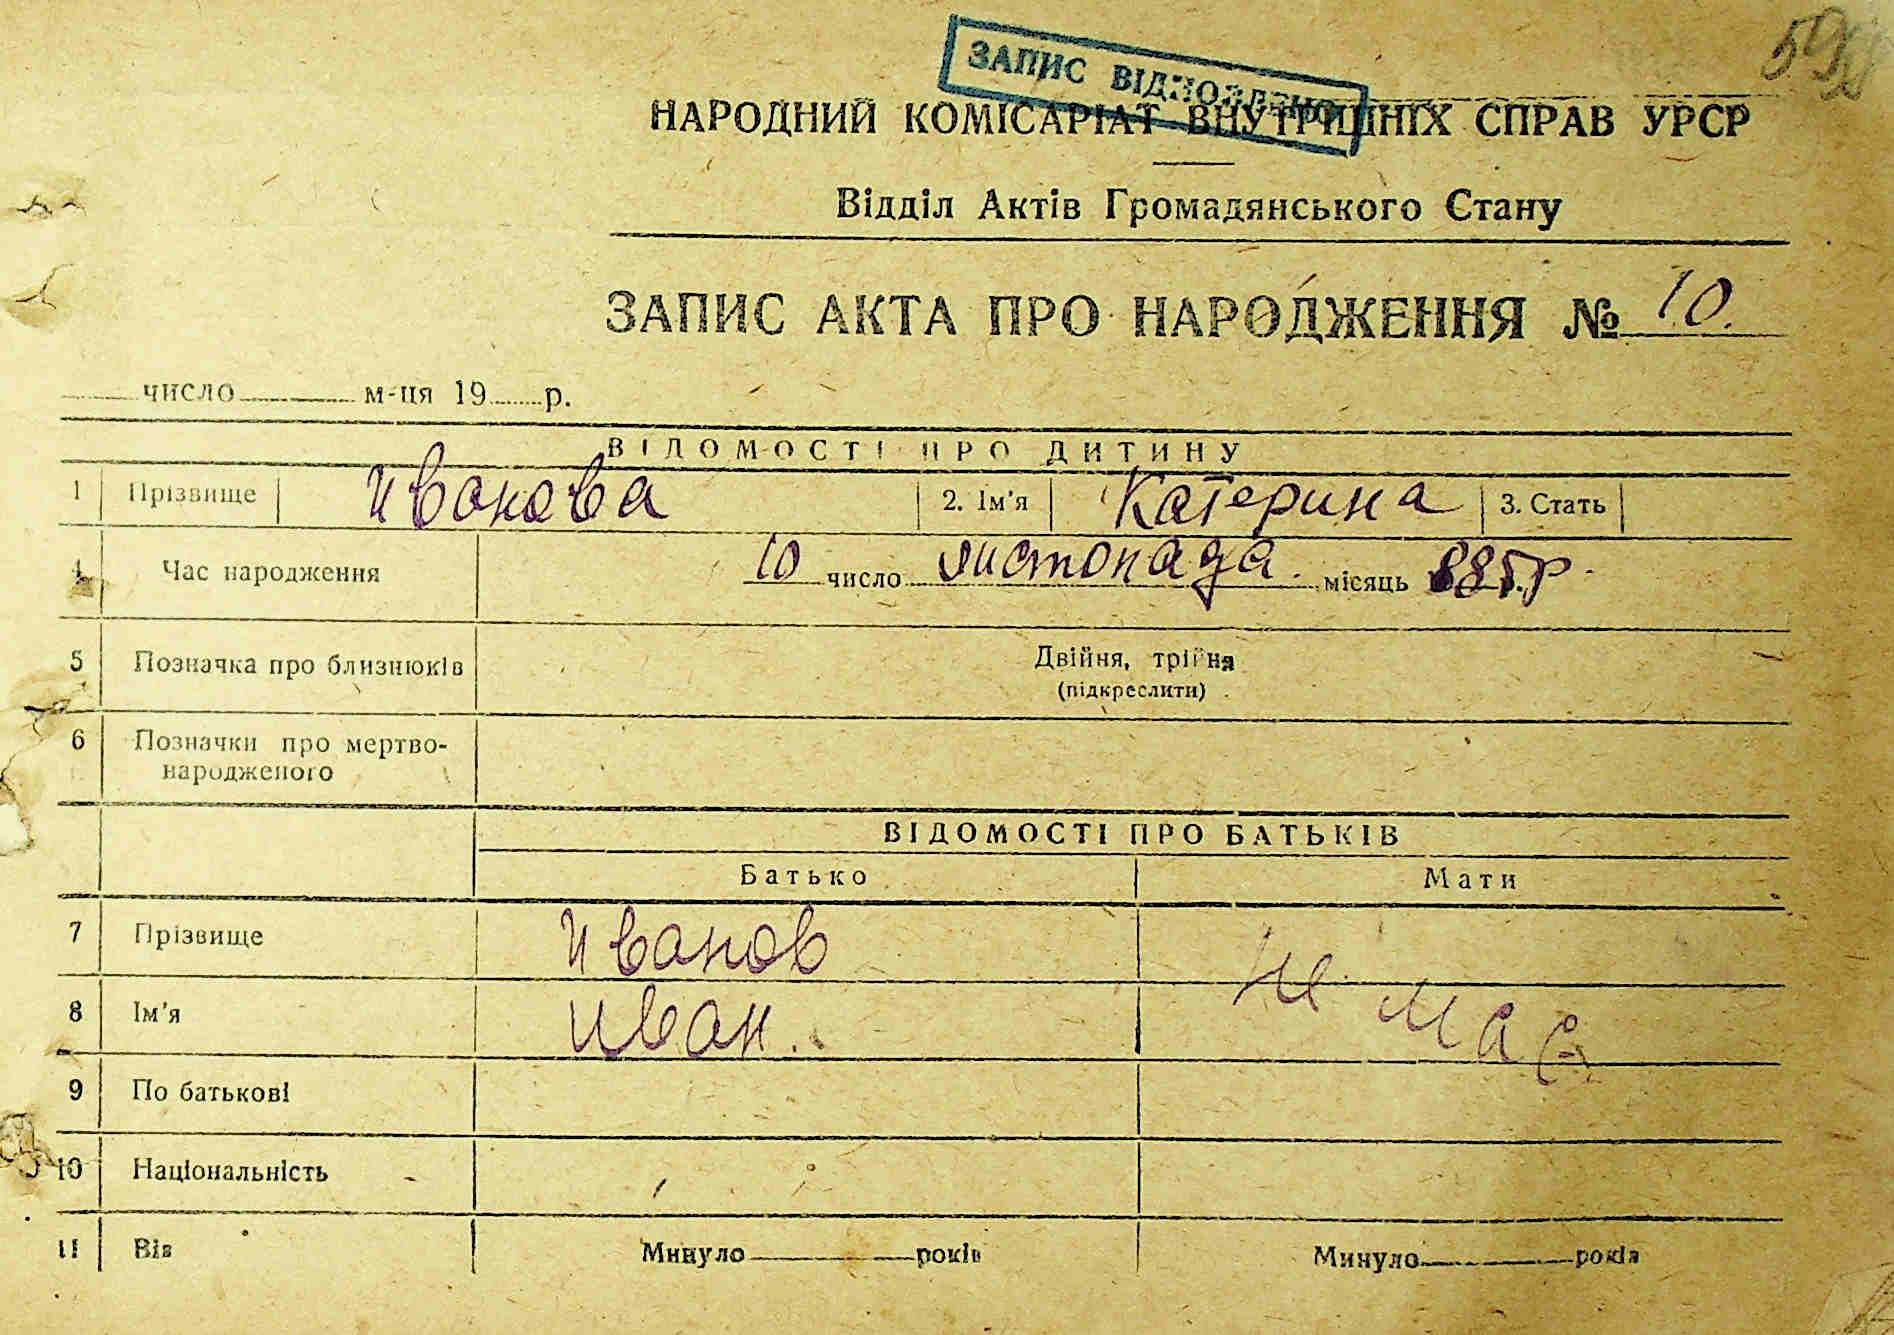 ЗАПИС ВІДНОВЛЕНО
НАРОДНИЙ КОМІСАРІАТ ВНУТРІШНІХ СПРАВ УРСР
Відділ Актів Громадянського Стану
ЗАПИС АКТА ПРО НАРОДЖЕННЯ № 10.
число м-ця 19 р.
ВІДОМОСТІ ПРО ДИТИНУ
1 Прізвище Иванова 2. Ім'я Катерина 3. Стать
4 Час народження 10 число листопада місяць 885 р.
5 Позначка про близнюків Двійня, трійня
(підкреслити)
6 Позначки про мертво-
народженого
ВІДОМОСТІ ПРО БАТЬКІВ
Батько Мати
7 Прізвище Иванов не має
8 Ім'я Иван.
9 По батькові
10 Національність
11 Вік Минуло років Минуло років